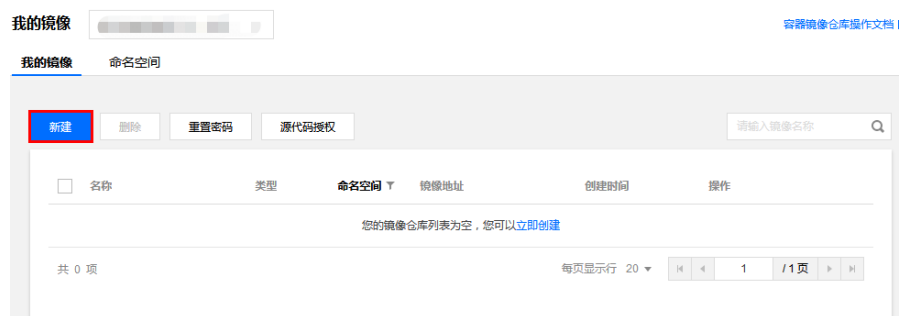 我的镜像
容器镜像仓库操作文档
我的镜像 命名空间
新建 删除 重置密码 源代码授权 请输入镜像名称
名称 类型 命名空间 镜像地址 创建时间 操作
您的镜像仓库列表为空，您可以立即创建
共 0 项 每页显示行 20 1 / 1 页